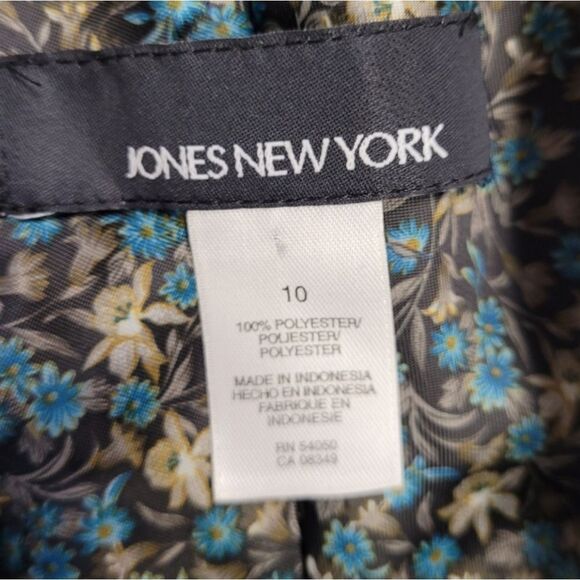 JONES NEW YORK
10
100% POLYESTER/
POLIESTER/
POLYESTER
MADE IN INDONESIA
HECHO EN INDONESIA
FABRIQUE EN
INDONESIE
RN 54050
CA 08349